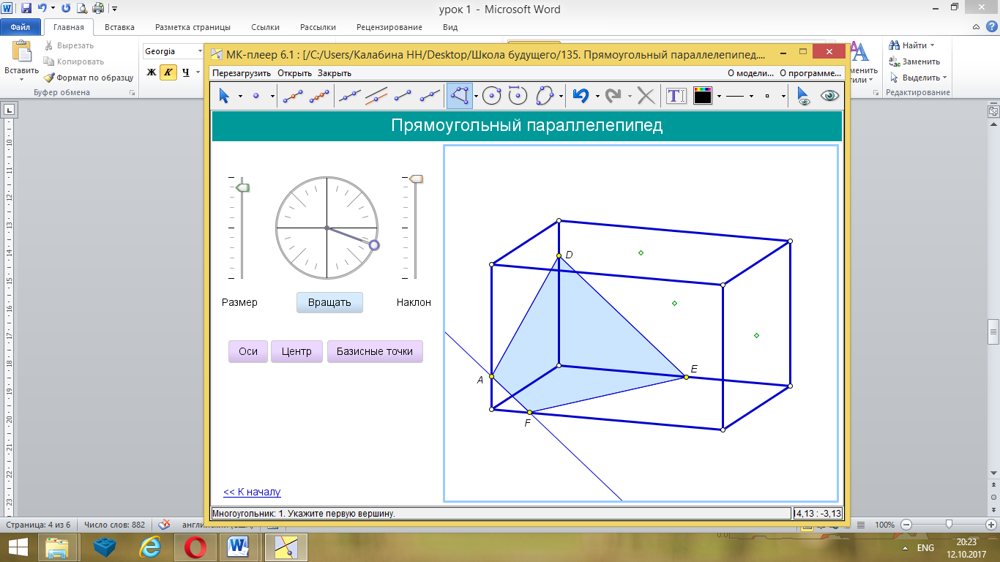 урок 1 - Microsoft Word
Файл Главная Вставка Разметка страницы Ссылки Рассылки Рецензирование Вид
Вставить
Вырезать
Копировать
Формат по образцу
Буфер обмена
Georgia
Ж К Ч
Найти
Заменить
Выделить
Редактирование
МК-плеер 6.1 : [/C:/Users/Калабина НН/Desktop/Школа будущего/135. Прямоугольный параллелепипед....
Перезагрузить Открыть Закрыть О модели... О программе...
Прямоугольный параллелепипед
Размер Вращать Наклон
Оси Центр Базисные точки
D
E
A
F
<< К началу
Многоугольник: 1. Укажите первую вершину.
4,13 : -3,13
Страница: 4 из 6 Число слов: 882 100%
ENG
20:23
12.10.2017